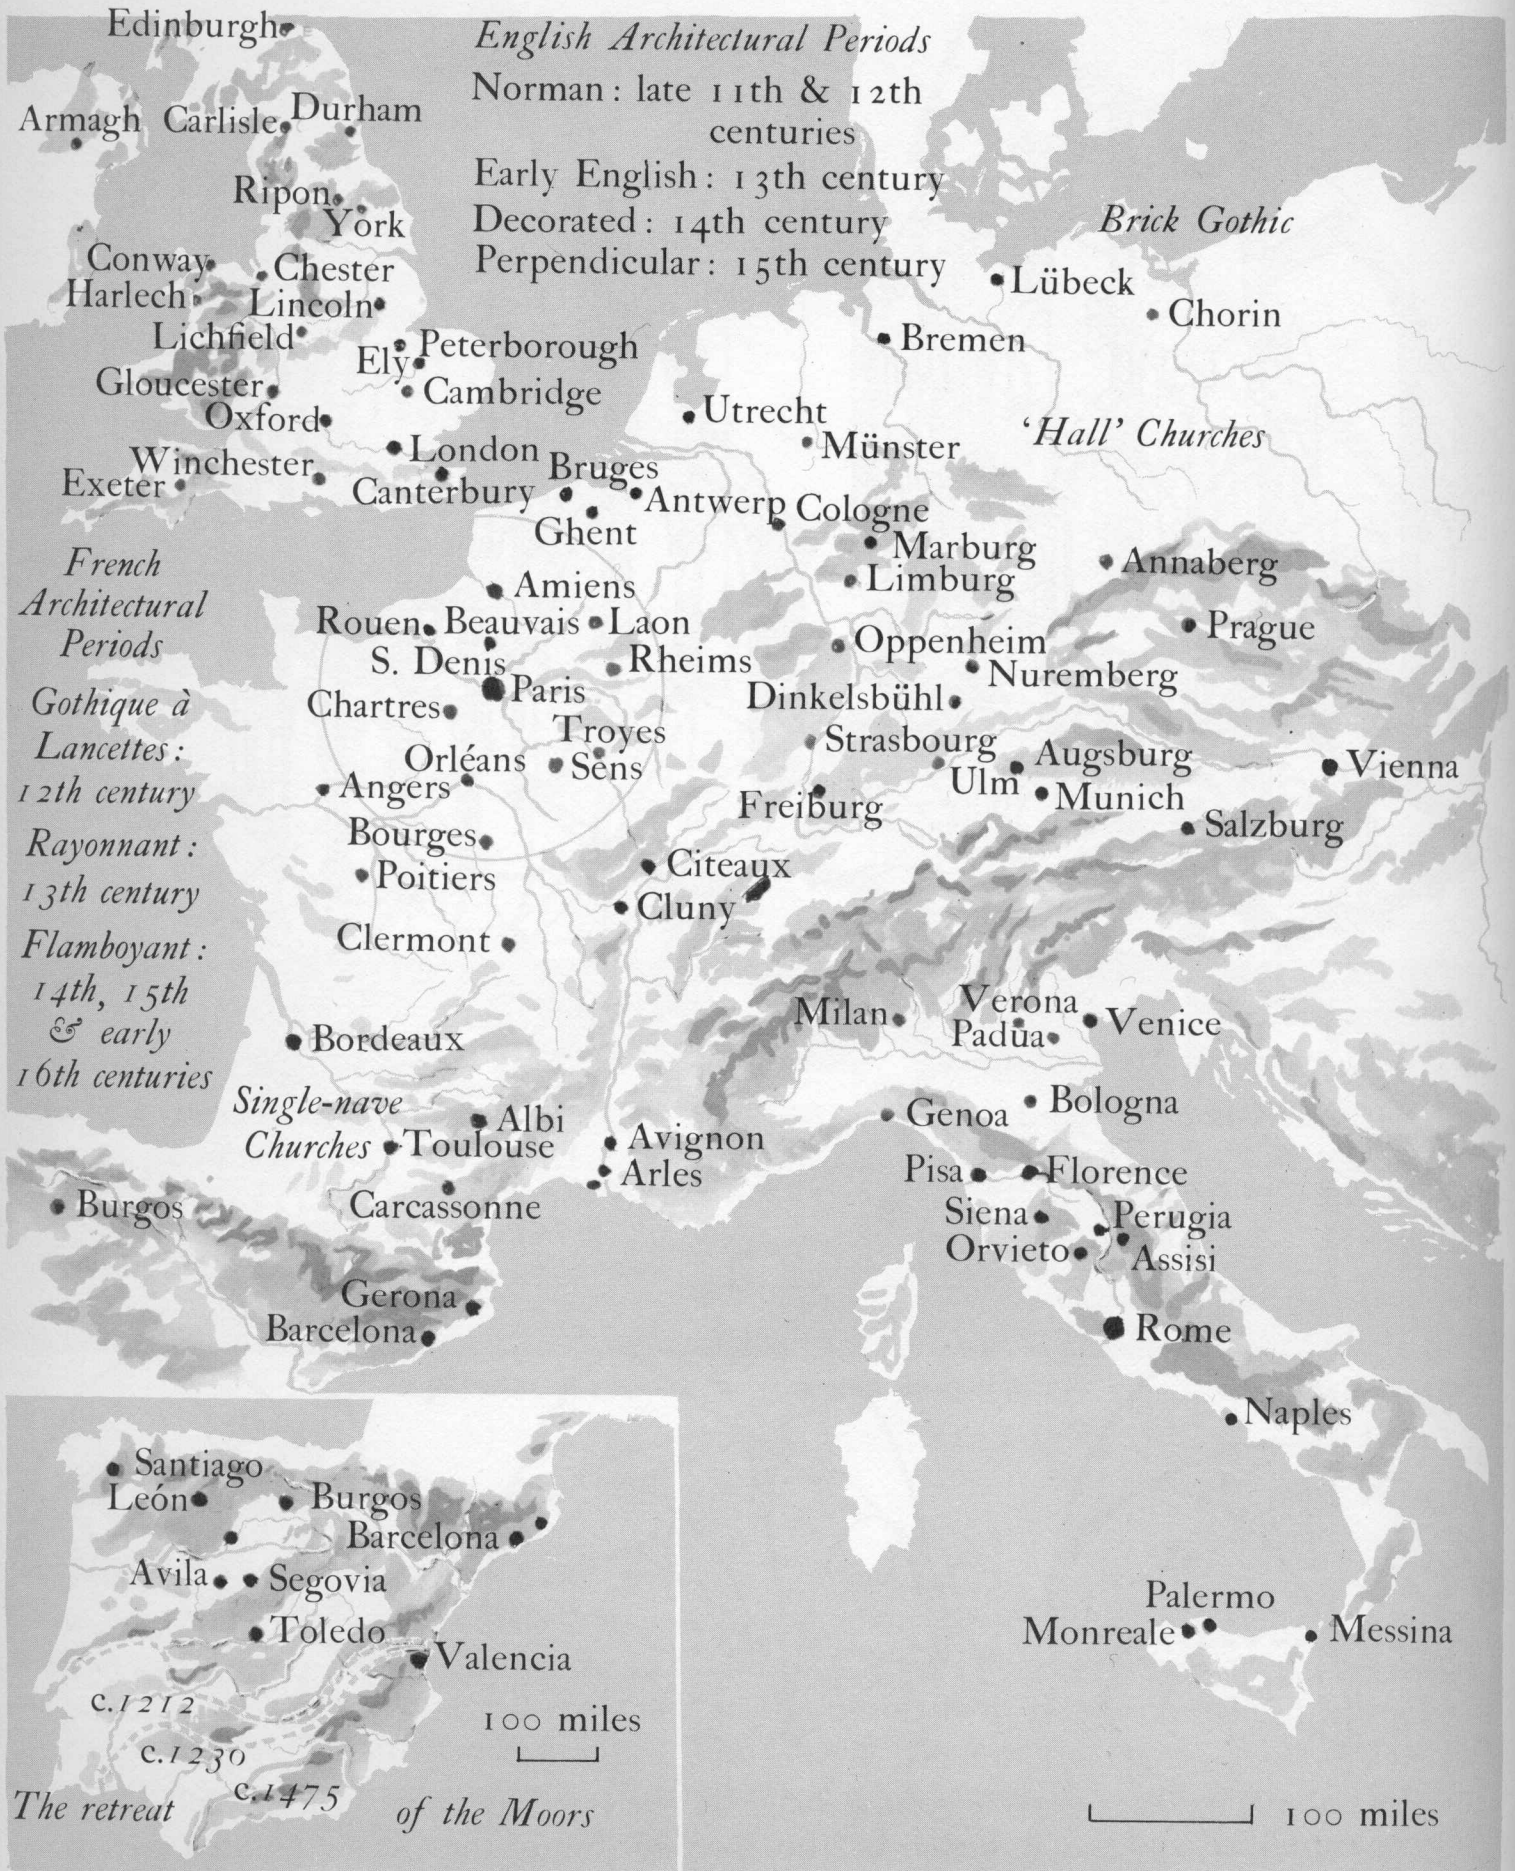 Edinburgh
English Architectural Periods
Norman: late 11th & 12th
centuries
Early English: 13th century
Decorated: 14th century
Perpendicular: 15th century
Armagh
Carlisle
Durham
Ripon
York
Conway
Chester
Harlech
Lincoln
Lichfield
Peterborough
Ely
Gloucester
Cambridge
Oxford
London
Winchester
Exeter
Canterbury
Brick Gothic
Lübeck
Chorin
Bremen
Utrecht
Münster
'Hall' Churches
Bruges
Antwerp
Cologne
Ghent
Marburg
Limburg
Annaberg
Prague
French
Architectural
Periods
Gothique à
Lancettes:
12th century
Rayonnant:
13th century
Flamboyant:
14th, 15th
& early
16th centuries
Amiens
Rouen
Beauvais
Laon
S. Denis
Rheims
Paris
Chartres
Troyes
Orléans
Sens
Angers
Bourges
Poitiers
Clermont
Citeaux
Cluny
Oppenheim
Nuremberg
Dinkelsbühl
Strasbourg
Augsburg
Ulm
Munich
Freiburg
Vienna
Salzburg
Milan
Verona
Padua
Venice
Bordeaux
Single-nave
Churches
Albi
Toulouse
Avignon
Arles
Carcassonne
Genoa
Bologna
Pisa
Florence
Siena
Perugia
Orvieto
Assisi
Rome
Naples
Burgos
Gerona
Barcelona
Santiago
León
Burgos
Barcelona
Avila
Segovia
Toledo
Valencia
c.1212
c.1230
c.1475
100 miles
The retreat of the Moors
Palermo
Monreale
Messina
100 miles